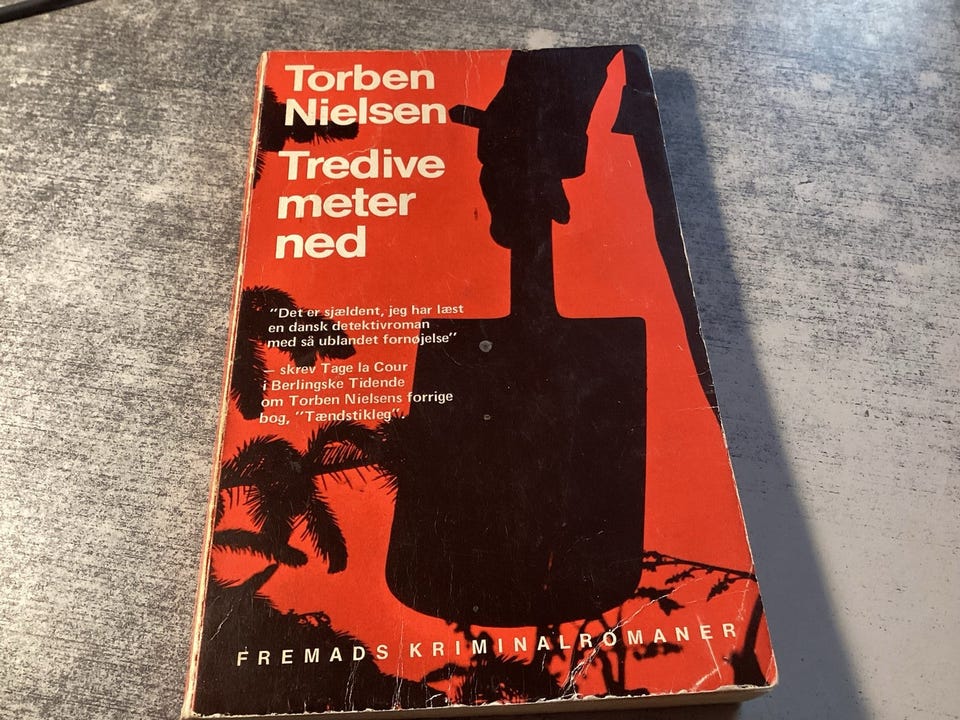 Torben
Nielsen
Tredive
meter
ned
"Det er sjældent, jeg har læst
en dansk detektivroman
med så ublandet fornøjelse"
– skrev Tage la Cour
i Berlingske Tidende
om Torben Nielsens forrige
bog, "Tændstikleg".
FREMADS KRIMINALROMANER